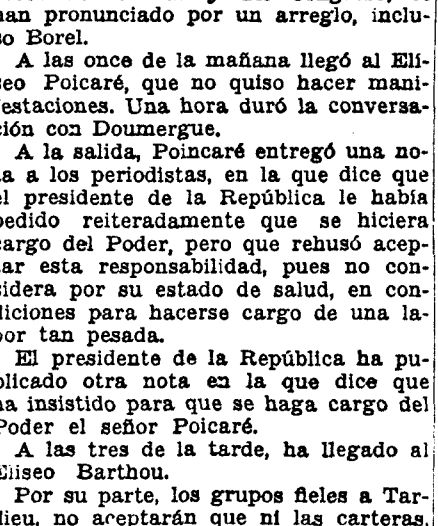 han pronunciado por un arreglo, inclu-
so Borel.
A las once de la mañana llegó al Elí-
seo Poicaré, que no quiso hacer mani-
festaciones. Una hora duró la conversa-
ción con Doumergue.
A la salida, Poincaré entregó una no-
ta a los periodistas, en la que dice que
el presidente de la República le había
pedido reiteradamente que se hiciera
cargo del Poder, pero que rehusó acep-
tar esta responsabilidad, pues no con-
sidera por su estado de salud, en con-
diciones para hacerse cargo de una la-
bor tan pesada.
El presidente de la República ha pu-
blicado otra nota en la que dice que
ha insistido para que se haga cargo del
Poder el señor Poicaré.
A las tres de la tarde, ha llegado al
Eliseo Barthou.
Por su parte, los grupos fieles a Tar-
dieu, no aceptarán que ni las carteras